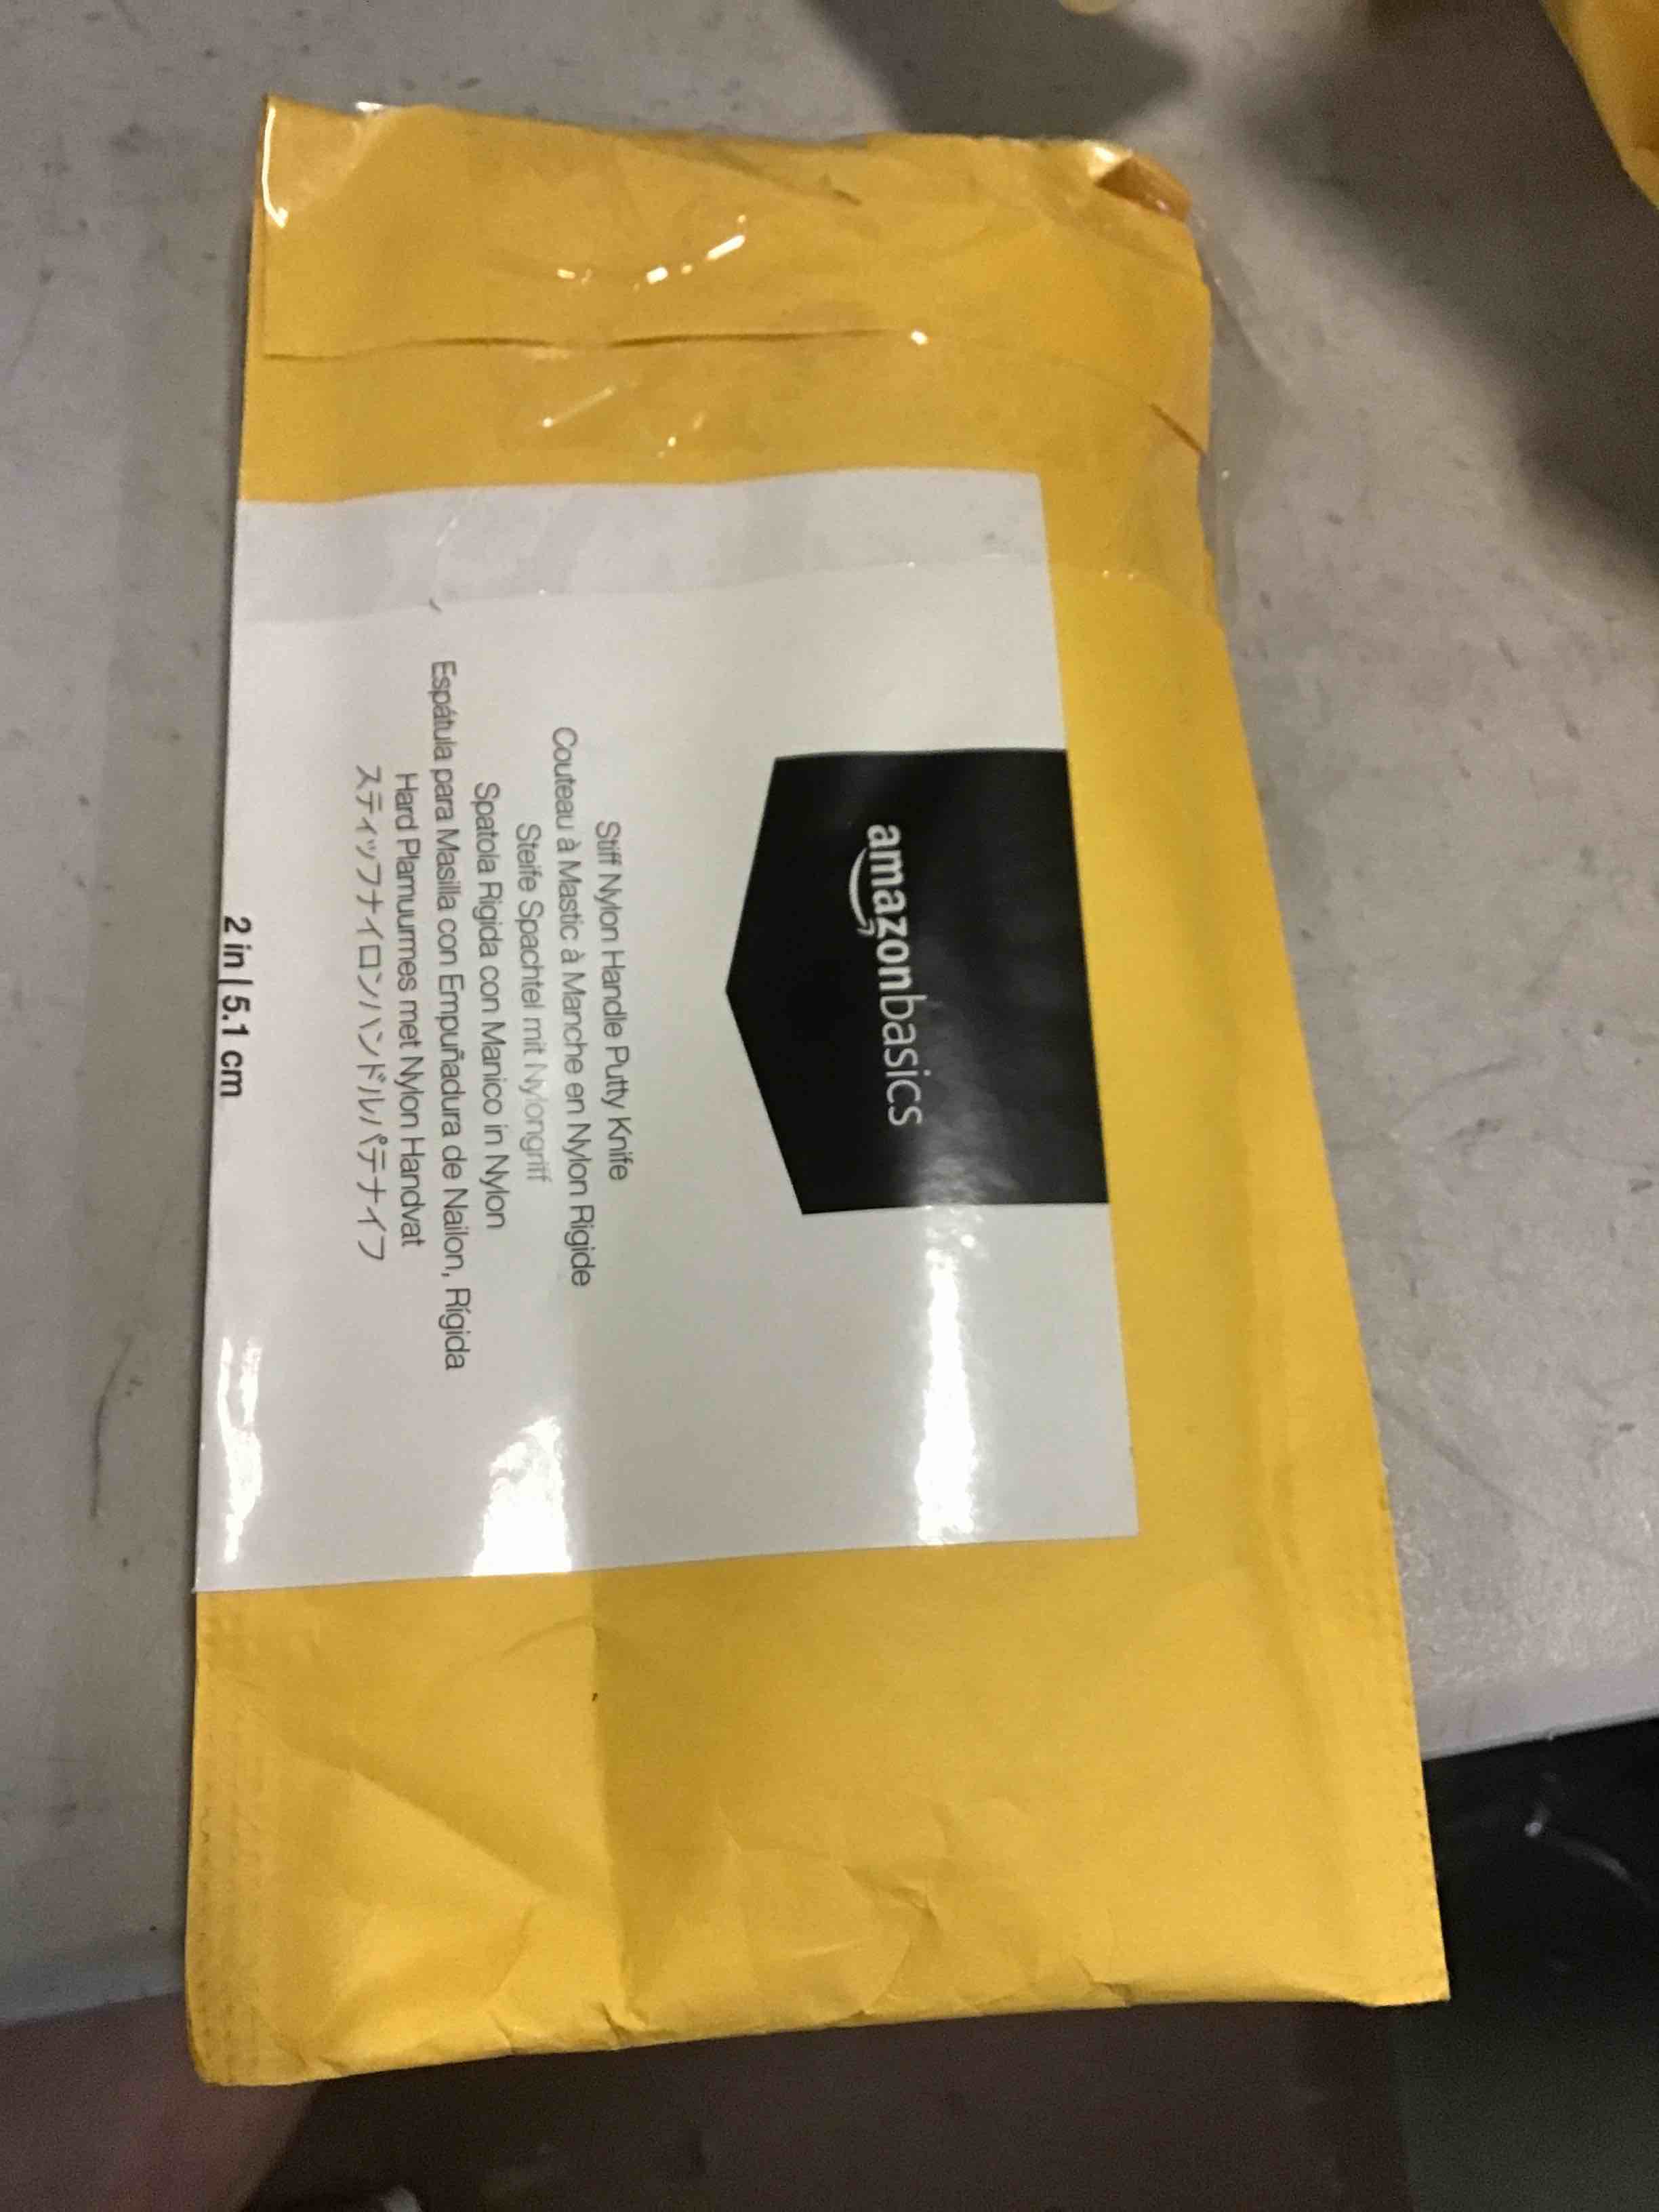 amazonbasics
Stiff Nylon Handle Putty Knife
Couteau à Mastic à Manche en Nylon Rigide
Steife Spachtel mit Nylongriff
Spatola Rigida con Manico in Nylon
Espátula para Masilla con Empuñadura de Nailon, Rígida
Hard Plamuurmes met Nylon Handvat
スティッフナイロンハンドルパテナイフ
2 in | 5.1 cm